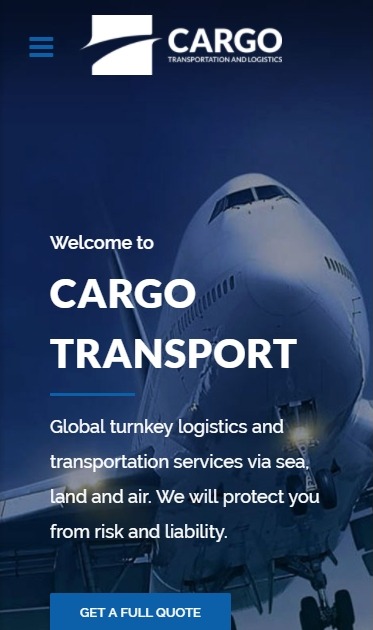 CARGO
TRANSPORTATION AND LOGISTICS
Welcome to
CARGO
TRANSPORT
Global turnkey logistics and
transportation services via sea,
land and air. We will protect you
from risk and liability.
GET A FULL QUOTE